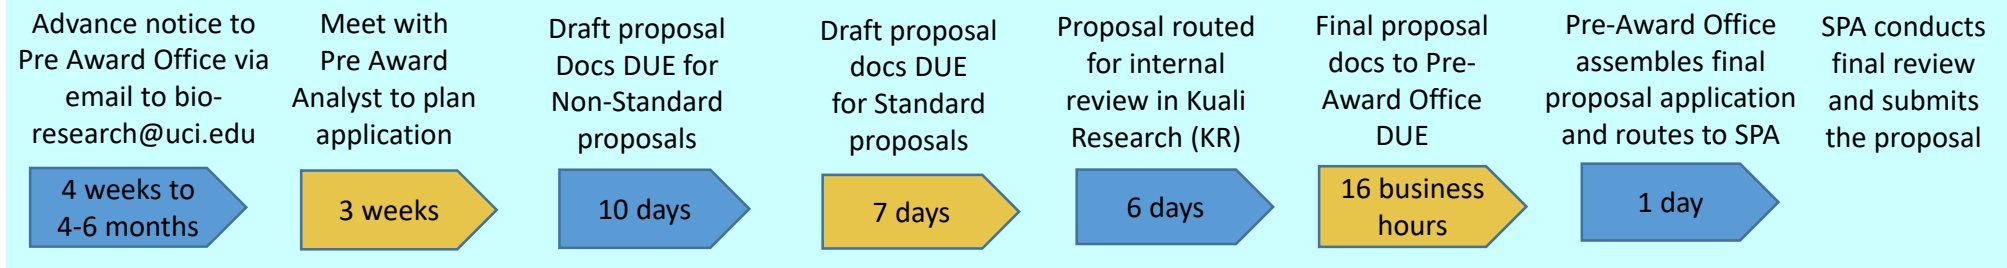 Advance notice to
Pre Award Office via
email to bio-
research@uci.edu
4 weeks to
4-6 months
Meet with
Pre Award
Analyst to plan
application
3 weeks
Draft proposal
Docs DUE for
Non-Standard
proposals
10 days
Draft proposal
docs DUE
for Standard
proposals
7 days
Proposal routed
for internal
review in Kuali
Research (KR)
6 days
Final proposal
docs to Pre-
Award Office
DUE
16 business
hours
Pre-Award Office
assembles final
proposal application
and routes to SPA
1 day
SPA conducts
final review
and submits
the proposal